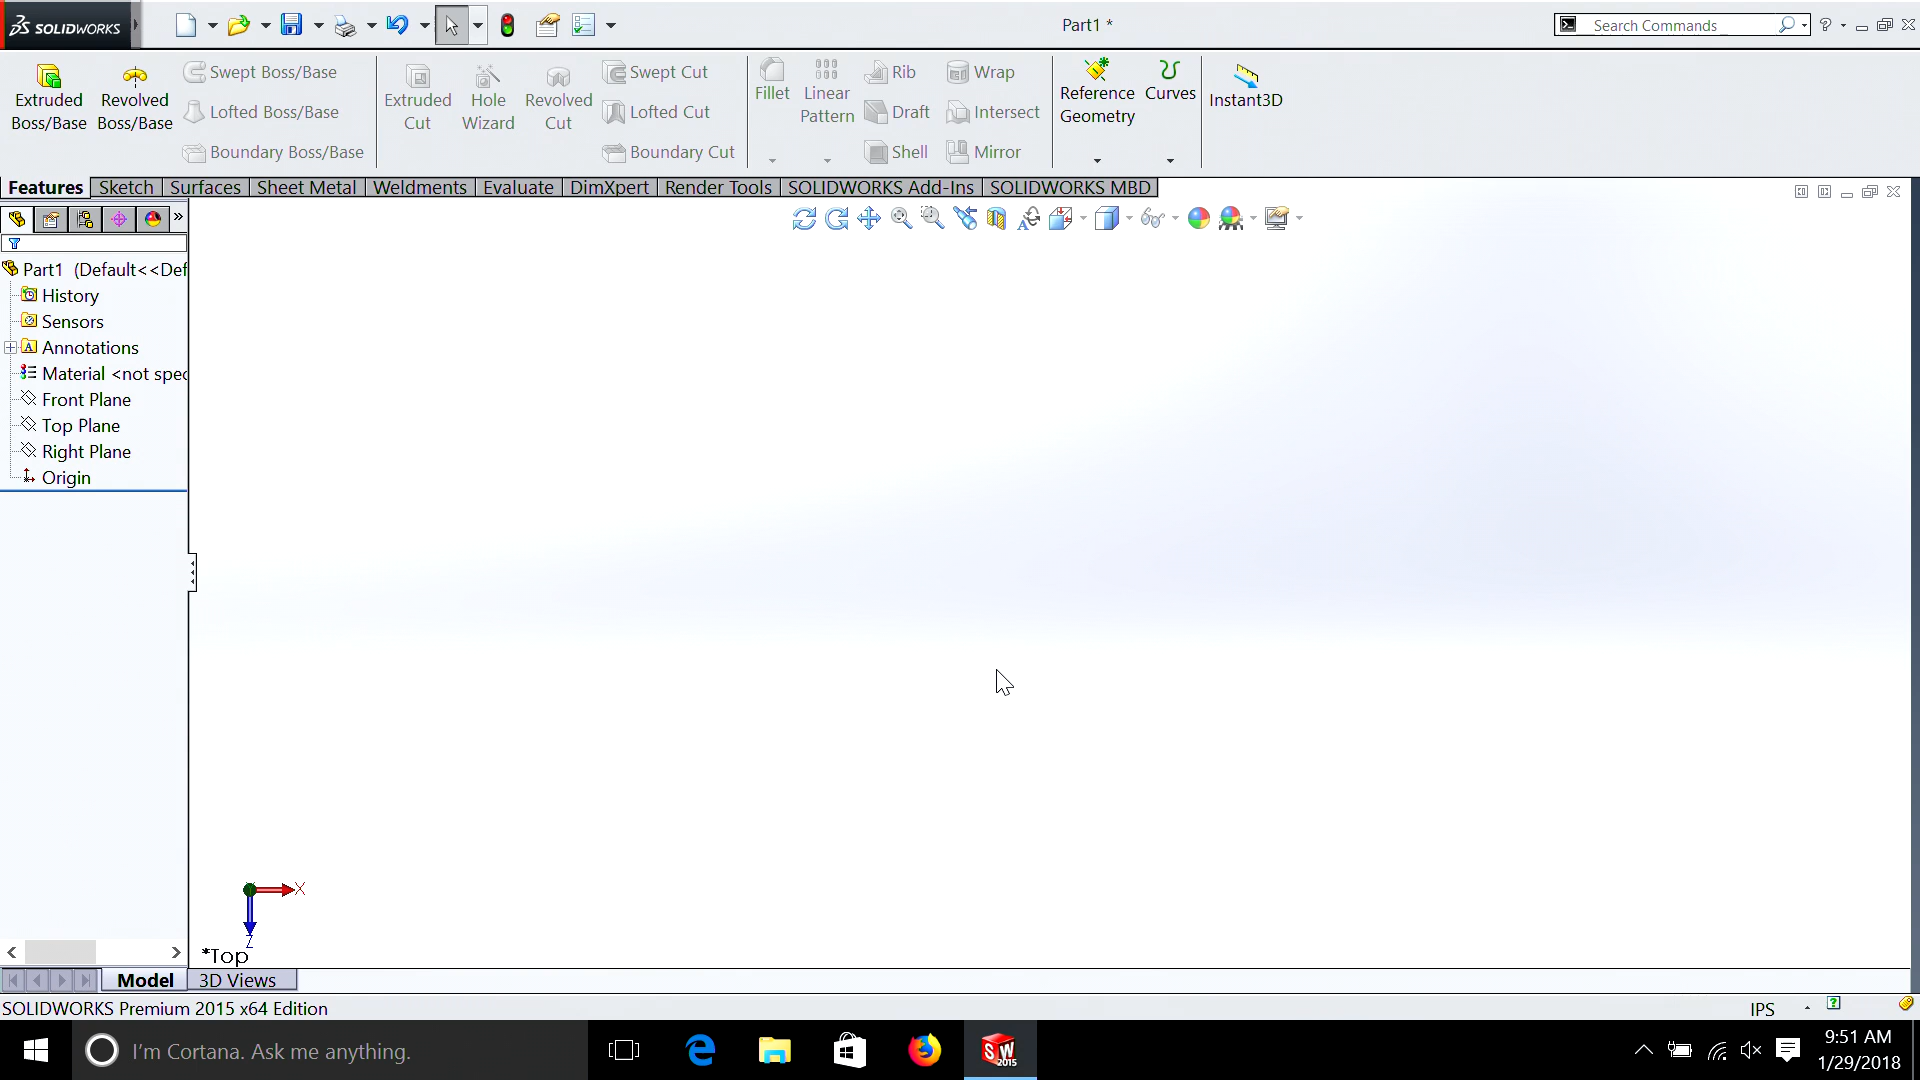 SOLIDWORKS
Part1 *
Search Commands
?
Extruded Boss/Base
Revolved Boss/Base
Swept Boss/Base
Lofted Boss/Base
Boundary Boss/Base
Extruded Cut
Hole Wizard
Revolved Cut
Swept Cut
Lofted Cut
Boundary Cut
Fillet
Linear Pattern
Rib
Draft
Shell
Wrap
Intersect
Mirror
Reference Geometry
Curves
Instant3D
Features
Sketch
Surfaces
Sheet Metal
Weldments
Evaluate
DimXpert
Render Tools
SOLIDWORKS Add-Ins
SOLIDWORKS MBD
»
Part1 (Default<<Def
History
Sensors
Annotations
Material <not spec
Front Plane
Top Plane
Right Plane
Origin
X
Z
*Top
Model
3D Views
SOLIDWORKS Premium 2015 x64 Edition
IPS
?
I'm Cortana. Ask me anything.
SW
2015
9:51 AM
1/29/2018